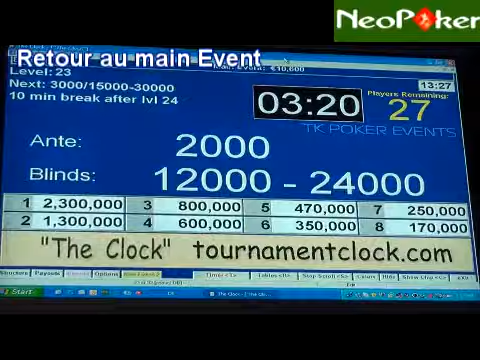 NeoPoker
Retour au main Event
Level: 23
Next: 3000/15000-30000
10 min break after lvl 24
13:27
03:20
Players Remaining:
27
TK POKER EVENTS
Ante: 2000
Blinds: 12000 - 24000
1 2,300,000 3 800,000 5 470,000 7 250,000
2 1,300,000 4 600,000 6 350,000 8 170,000
"The Clock" tournamentclock.com
Structure Payouts Options
Start